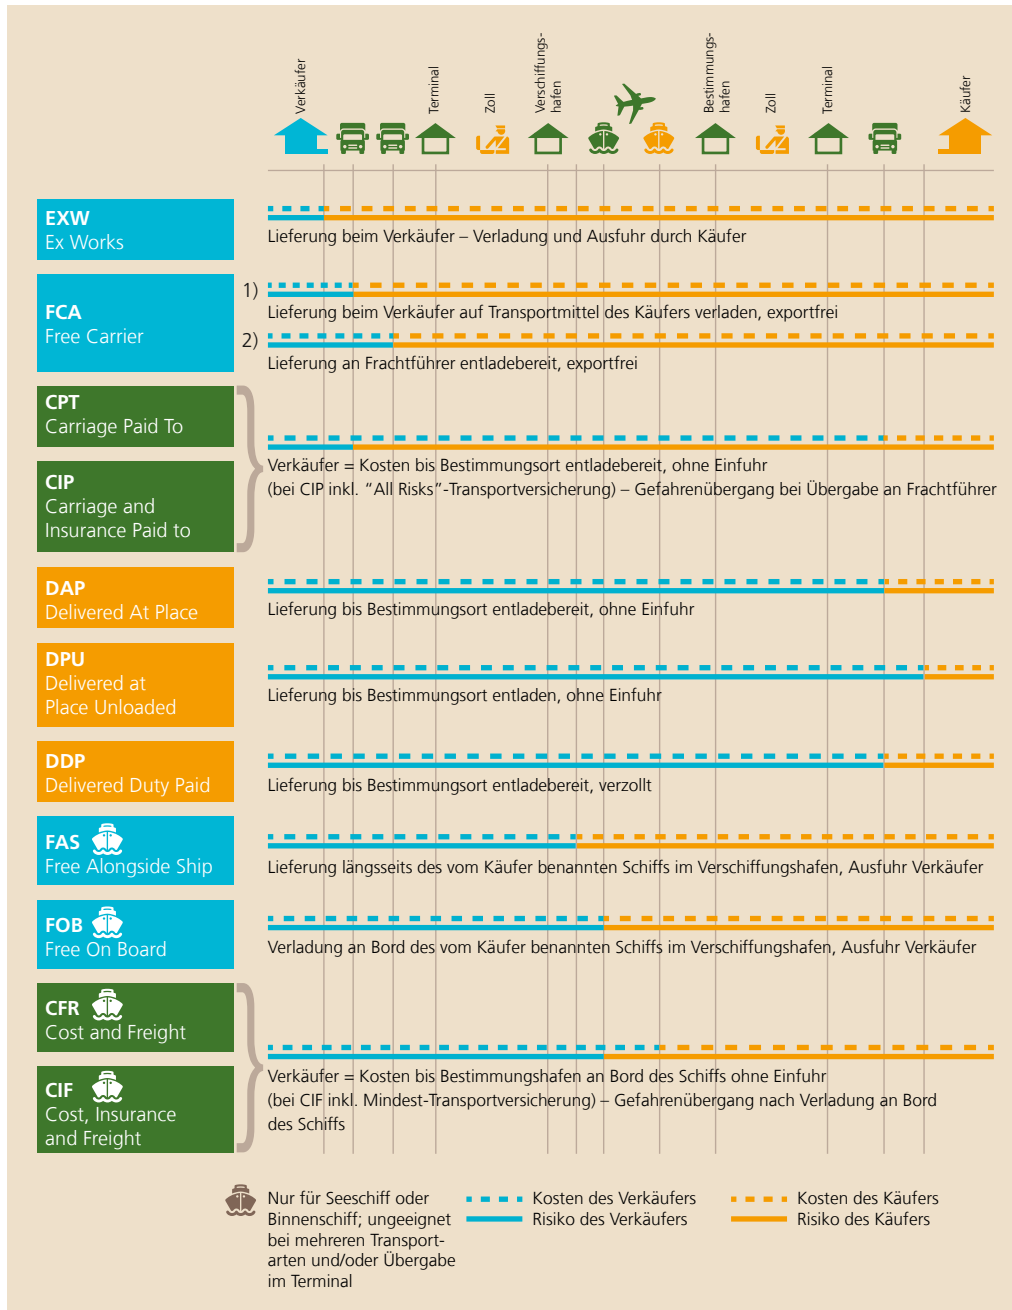 Verkäufer
Terminal
Zoll
Verschiffungs-
hafen
Bestimmungs-
hafen
Zoll
Terminal
Käufer
EXW
Ex Works
Lieferung beim Verkäufer – Verladung und Ausfuhr durch Käufer
FCA
Free Carrier
1)
Lieferung beim Verkäufer auf Transportmittel des Käufers verladen, exportfrei
2)
Lieferung an Frachtführer entladebereit, exportfrei
CPT
Carriage Paid To
CIP
Carriage and
Insurance Paid to
Verkäufer = Kosten bis Bestimmungsort entladebereit, ohne Einfuhr
(bei CIP inkl. “All Risks”-Transportversicherung) – Gefahrenübergang bei Übergabe an Frachtführer
DAP
Delivered At Place
Lieferung bis Bestimmungsort entladebereit, ohne Einfuhr
DPU
Delivered at
Place Unloaded
Lieferung bis Bestimmungsort entladen, ohne Einfuhr
DDP
Delivered Duty Paid
Lieferung bis Bestimmungsort entladebereit, verzollt
FAS
Free Alongside Ship
Lieferung längsseits des vom Käufer benannten Schiffs im Verschiffungshafen, Ausfuhr Verkäufer
FOB
Free On Board
Verladung an Bord des vom Käufer benannten Schiffs im Verschiffungshafen, Ausfuhr Verkäufer
CFR
Cost and Freight
CIF
Cost, Insurance
and Freight
Verkäufer = Kosten bis Bestimmungshafen an Bord des Schiffs ohne Einfuhr
(bei CIF inkl. Mindest-Transportversicherung) – Gefahrenübergang nach Verladung an Bord
des Schiffs
Nur für Seeschiff oder
Binnenschiff; ungeeignet
bei mehreren Transport-
arten und/oder Übergabe
im Terminal
Kosten des Verkäufers
Risiko des Verkäufers
Kosten des Käufers
Risiko des Käufers